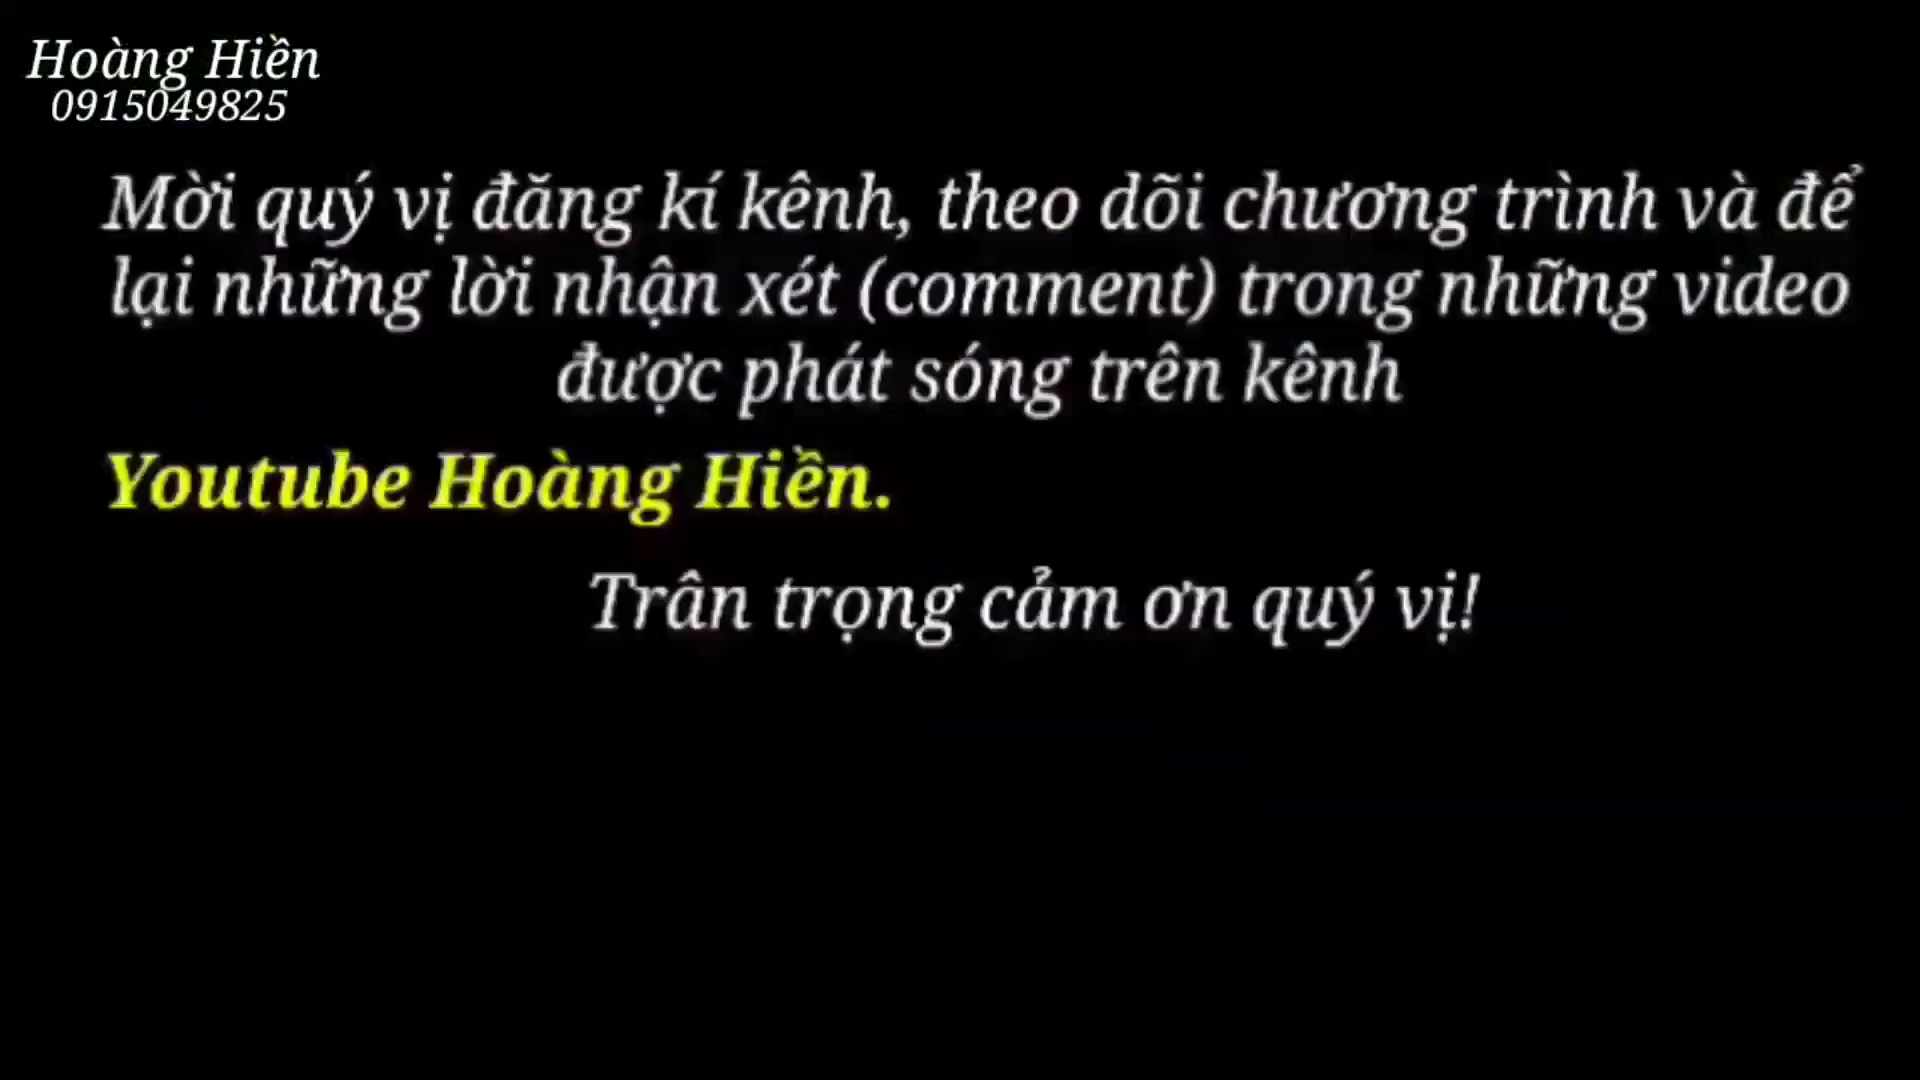 Hoàng Hiền
0915049825
Mời quý vị đăng kí kênh, theo dõi chương trình và để
lại những lời nhận xét (comment) trong những video
được phát sóng trên kênh
Youtube Hoàng Hiền.
Trân trọng cảm ơn quý vị!